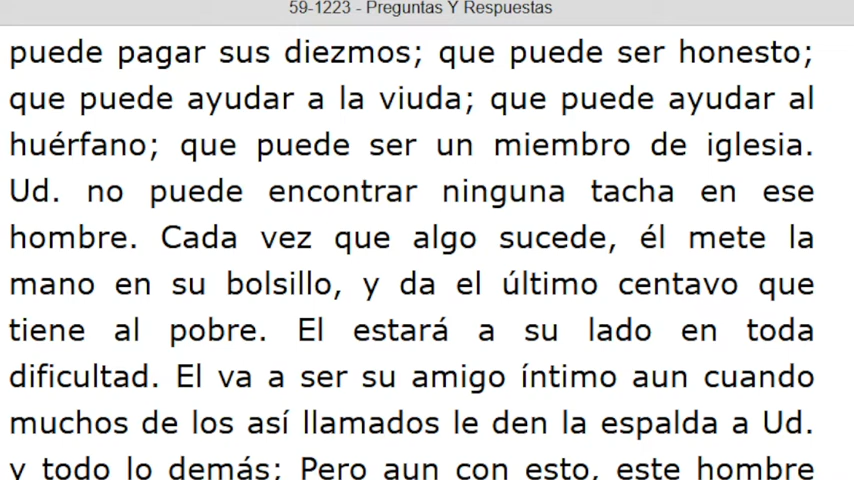 59-1223 - Preguntas Y Respuestas
puede pagar sus diezmos; que puede ser honesto;
que puede ayudar a la viuda; que puede ayudar al
huérfano; que puede ser un miembro de iglesia.
Ud. no puede encontrar ninguna tacha en ese
hombre. Cada vez que algo sucede, él mete la
mano en su bolsillo, y da el último centavo que
tiene al pobre. El estará a su lado en toda
dificultad. El va a ser su amigo íntimo aun cuando
muchos de los así llamados le den la espalda a Ud.
y todo lo demás; Pero aun con esto, este hombre